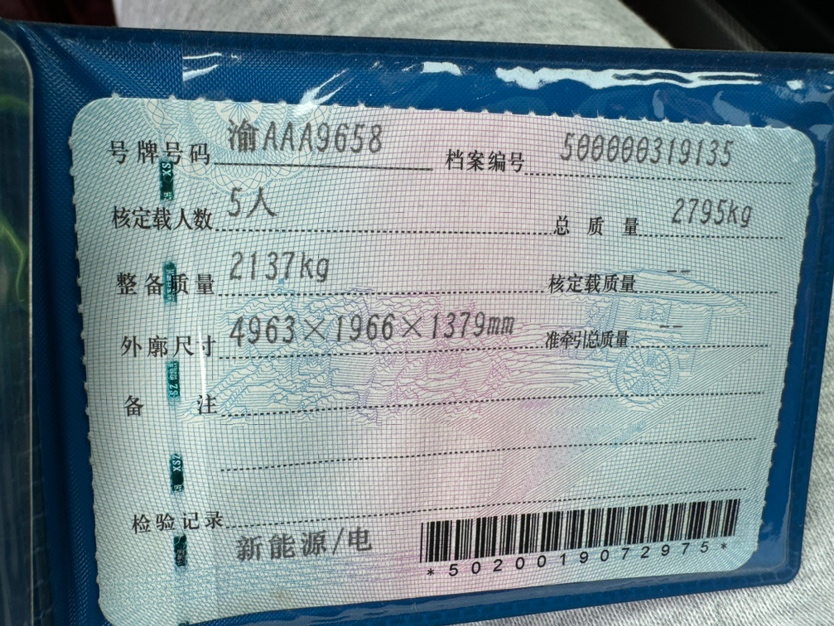 号牌号码 渝AAA9658 档案编号 500000319135
核定载人数 5人 总质量 2795kg
整备质量 2137kg 核定载质量 --
外廓尺寸 4963×1966×1379mm 准牵引总质量 --
备注
检验记录
新能源/电
*5020019072975*